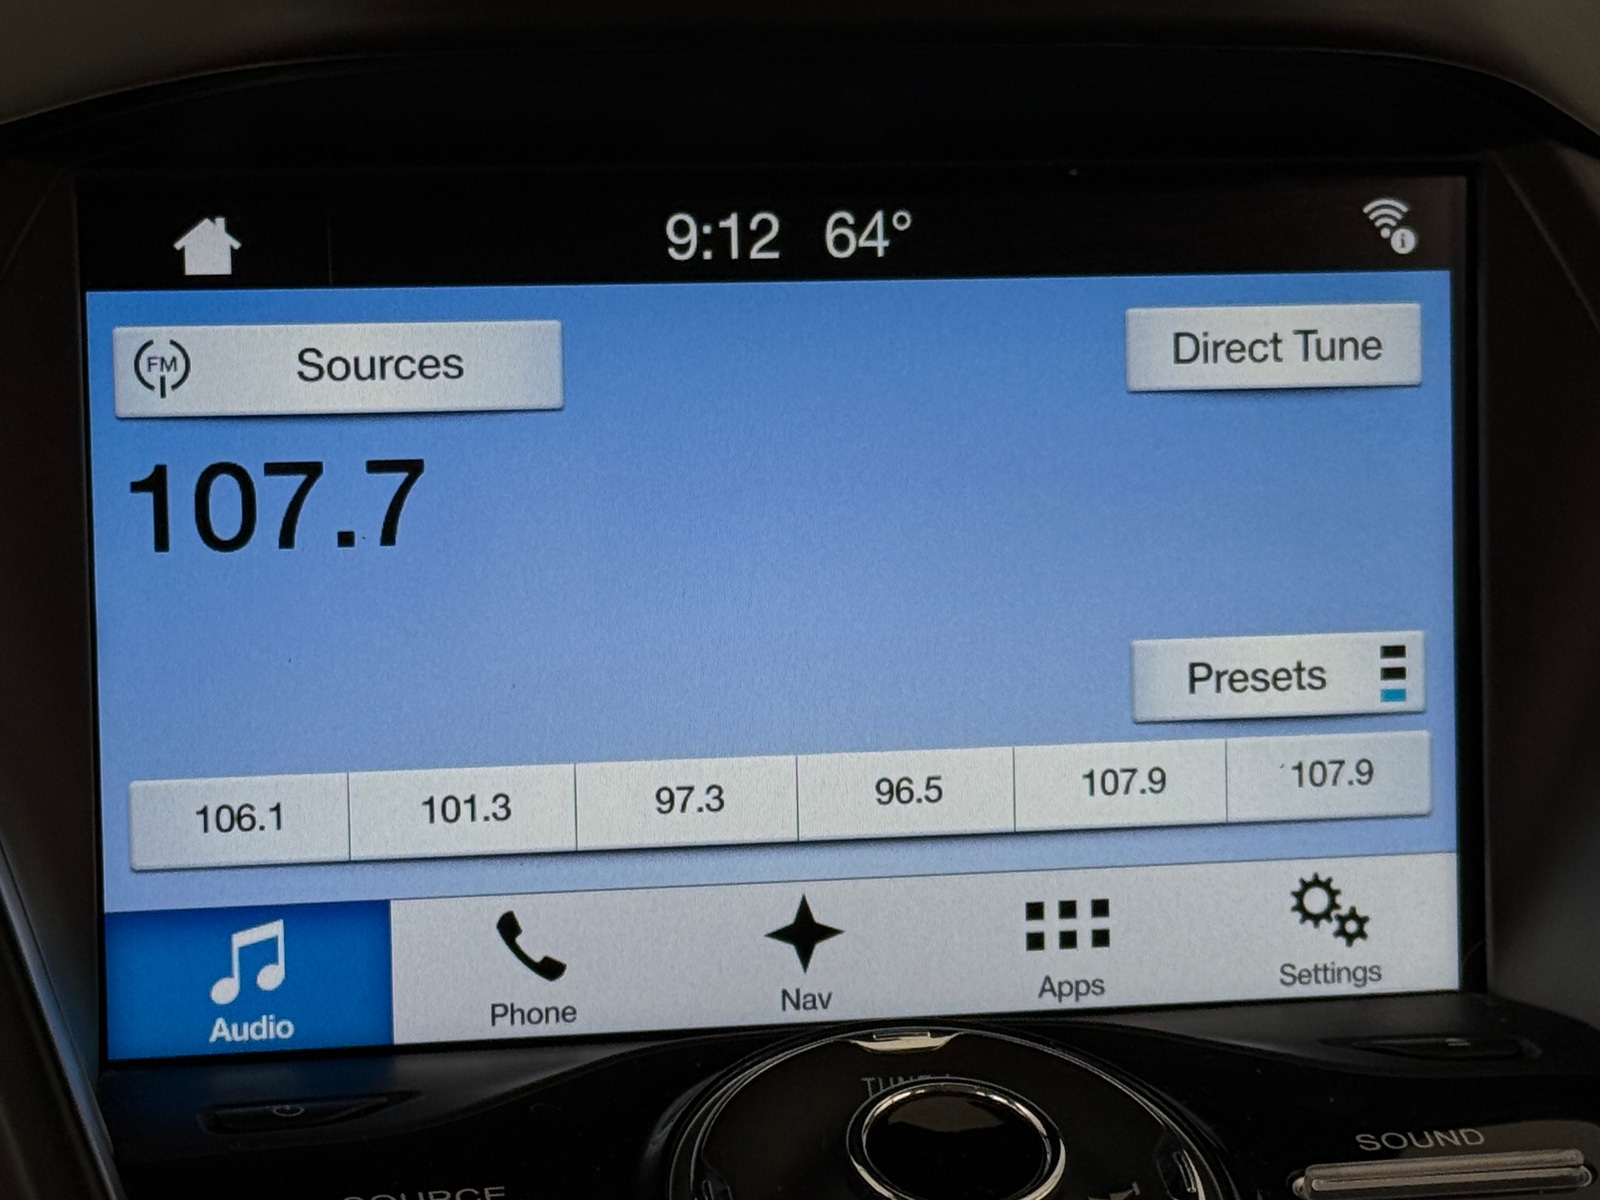 9:12 64°
FM Sources
Direct Tune
107.7
Presets
106.1 101.3 97.3 96.5 107.9 107.9
Audio Phone Nav Apps Settings
SOUND
SOURCE